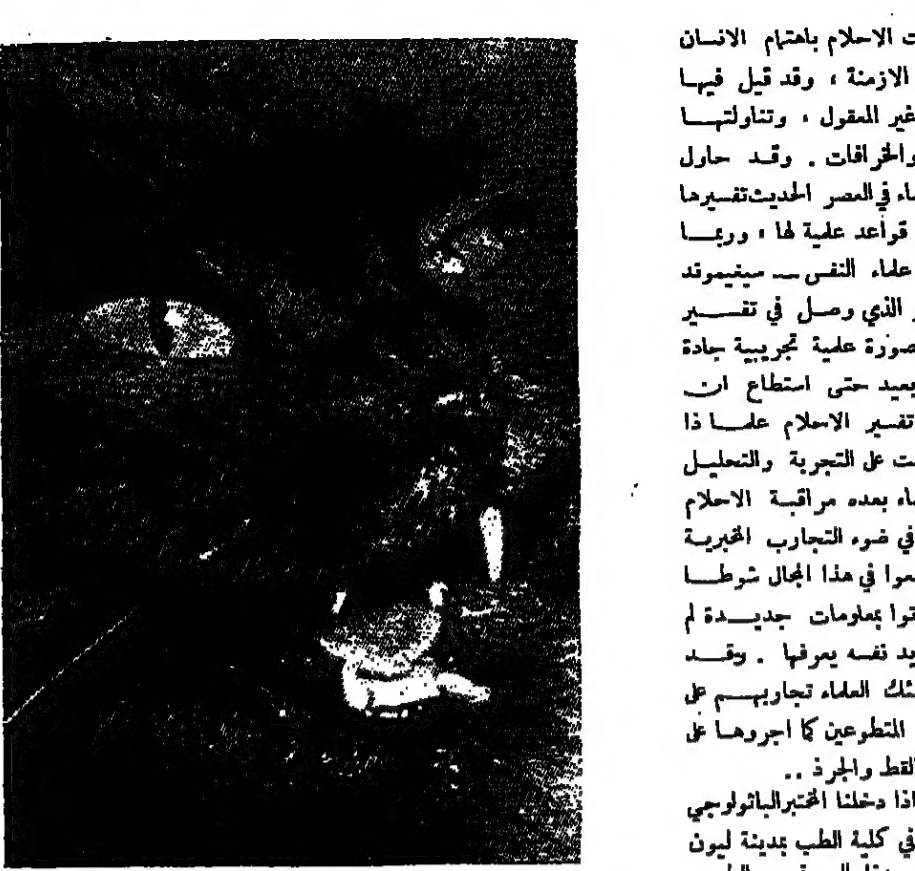 ت الاحلام باهتمام الانسان
الازمنة ، وقد قيل فيها
غير المعقول ، وتناولتها
والخرافات . وقد حاول
ماء في العصر الحديث تفسيرها
قواعد علمية لها ، وربما
علماء النفس — سيغيموند
الذي وصل في تفسير
صورة علمية تجريبية جادة
بعيد حتى استطاع ان
تفسير الاحلام علما ذا
ت على التجربة والتحليل
اء بعده مراقبة الاحلام
في ضوء التجارب المخبرية
عوا في هذا المجال شوطا
توا بمعلومات جديدة لم
يد نفسه يعرفها . وقد
ئك العلماء تجاربهم على
المتطوعين كما اجروها على
القط والجرذ ..
اذا دخلنا المختبر الباثولوجي
في كلية الطب بمدينة ليون